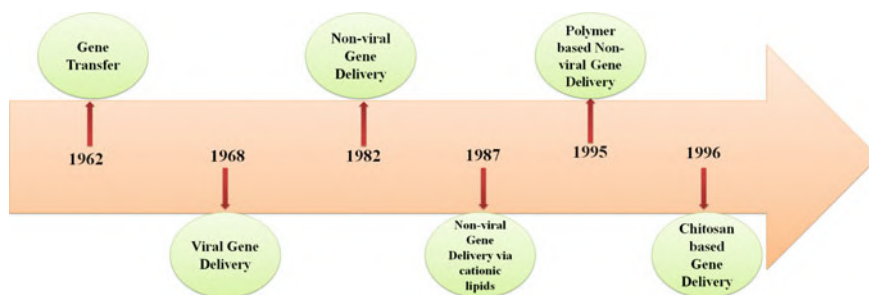 Gene
Transfer
Non-viral
Gene
Delivery
Polymer
based Non-
viral Gene
Delivery
1962
1968
1982
1987
1995
1996
Viral Gene
Delivery
Non-viral
Gene
Delivery via
cationic
lipids
Chitosan
based
Gene
Delivery